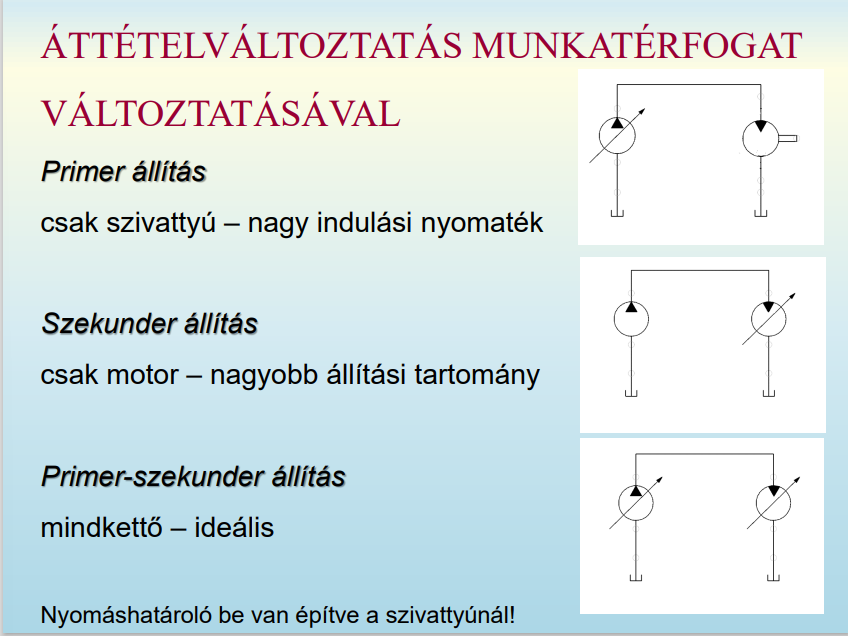 ÁTTÉTELVÁLTOZTATÁS MUNKATÉRFOGAT
VÁLTOZTATÁSÁVAL
Primer állítás
csak szivattyú – nagy indulási nyomaték
Szekunder állítás
csak motor – nagyobb állítási tartomány
Primer-szekunder állítás
mindkettő – ideális
Nyomáshatároló be van építve a szivattyúnál!